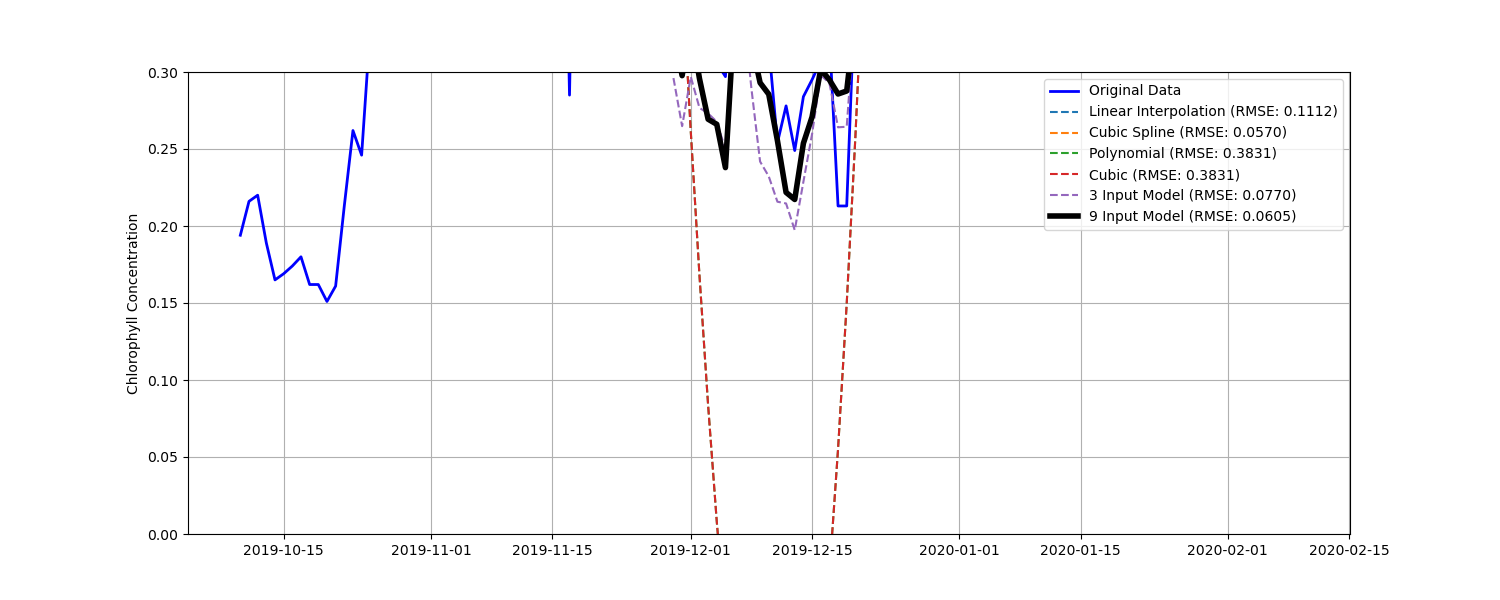 Chlorophyll Concentration
0.30
0.25
0.20
0.15
0.10
0.05
0.00
2019-10-15
2019-11-01
2019-11-15
2019-12-01
2019-12-15
2020-01-01
2020-01-15
2020-02-01
2020-02-15
Original Data
Linear Interpolation (RMSE: 0.1112)
Cubic Spline (RMSE: 0.0570)
Polynomial (RMSE: 0.3831)
Cubic (RMSE: 0.3831)
3 Input Model (RMSE: 0.0770)
9 Input Model (RMSE: 0.0605)